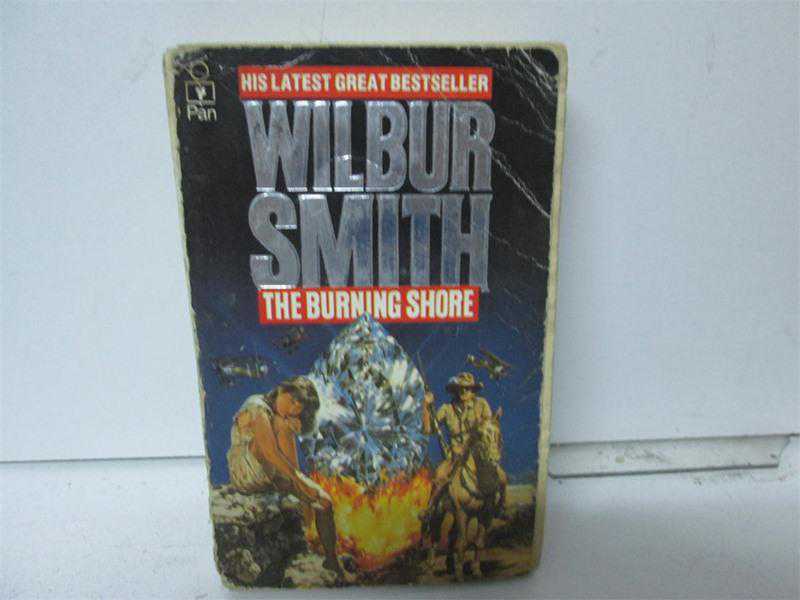 HIS LATEST GREAT BESTSELLER
Pan
WILBUR
SMITH
THE BURNING SHORE